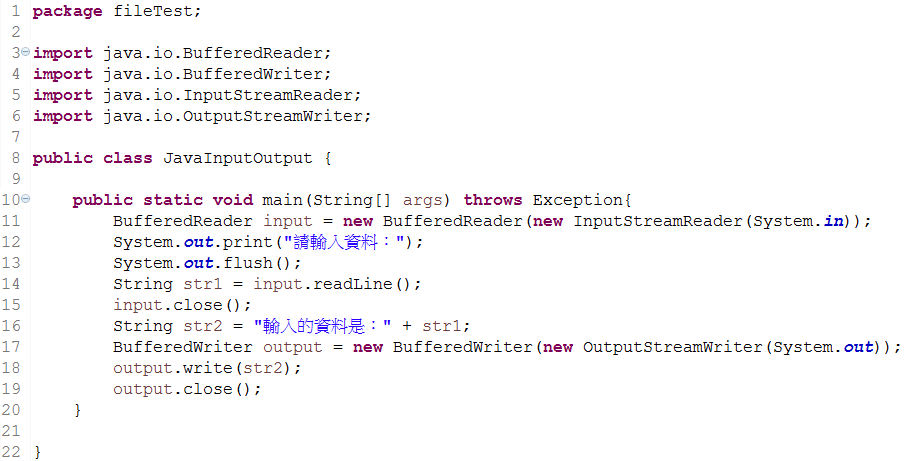 1 package fileTest;
2
3 import java.io.BufferedReader;
4 import java.io.BufferedWriter;
5 import java.io.InputStreamReader;
6 import java.io.OutputStreamWriter;
7
8 public class JavaInputOutput {
9
10 public static void main(String[] args) throws Exception{
11 BufferedReader input = new BufferedReader(new InputStreamReader(System.in));
12 System.out.print("請輸入資料：");
13 System.out.flush();
14 String str1 = input.readLine();
15 input.close();
16 String str2 = "輸入的資料是：" + str1;
17 BufferedWriter output = new BufferedWriter(new OutputStreamWriter(System.out));
18 output.write(str2);
19 output.close();
20 }
21
22 }